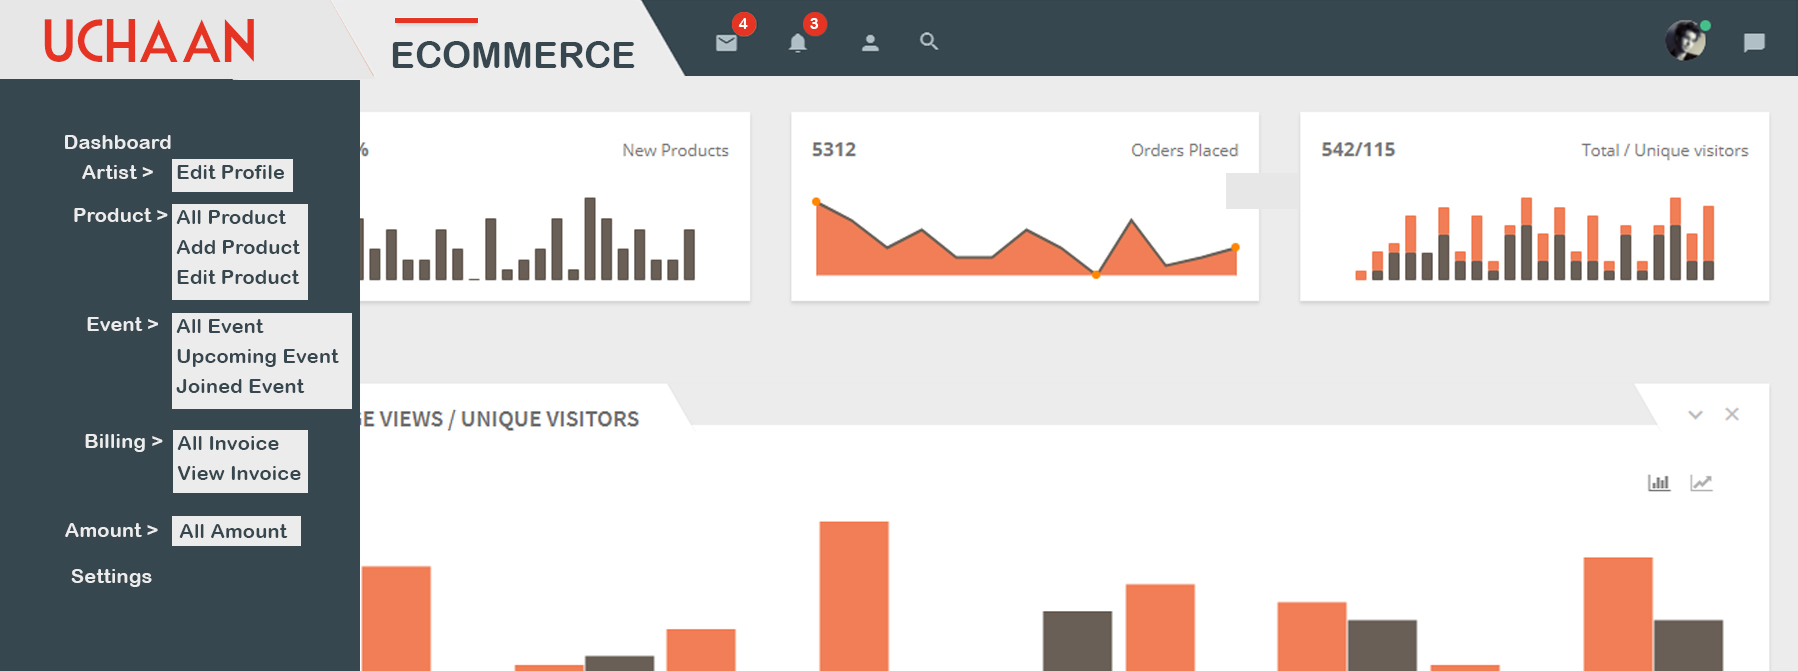 UCHAAN
ECOMMERCE
4
3
Dashboard
Artist > Edit Profile
Product > All Product
Add Product
Edit Product
Event > All Event
Upcoming Event
Joined Event
Billing > All Invoice
View Invoice
Amount > All Amount
Settings
% New Products
5312 Orders Placed
542/115 Total / Unique visitors
GE VIEWS / UNIQUE VISITORS